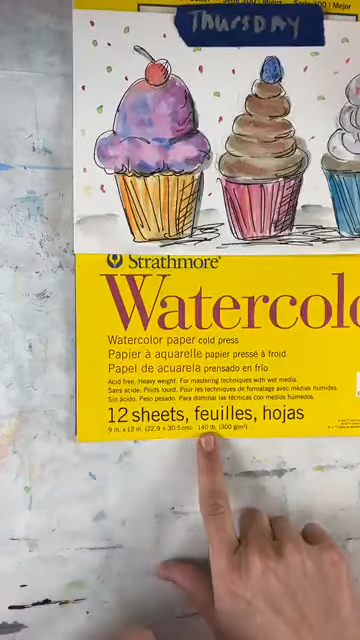 Serie 300 | Mejor
THURSDAY
Strathmore®
Watercolo
Watercolor paper cold press
Papier à aquarelle papier pressé à froid
Papel de acuarela prensado en frío
Acid free. Heavy weight. For mastering techniques with wet media.
Sans acide. Poids lourd. Pour les techniques de formatage avec médias humides.
Sin ácido. Peso pesado. Para dominar las técnicas con medios húmedos.
12 sheets, feuilles, hojas
9 in. x 12 in. (22.9 x 30.5 cm) 140 lb. (300 g/m²)